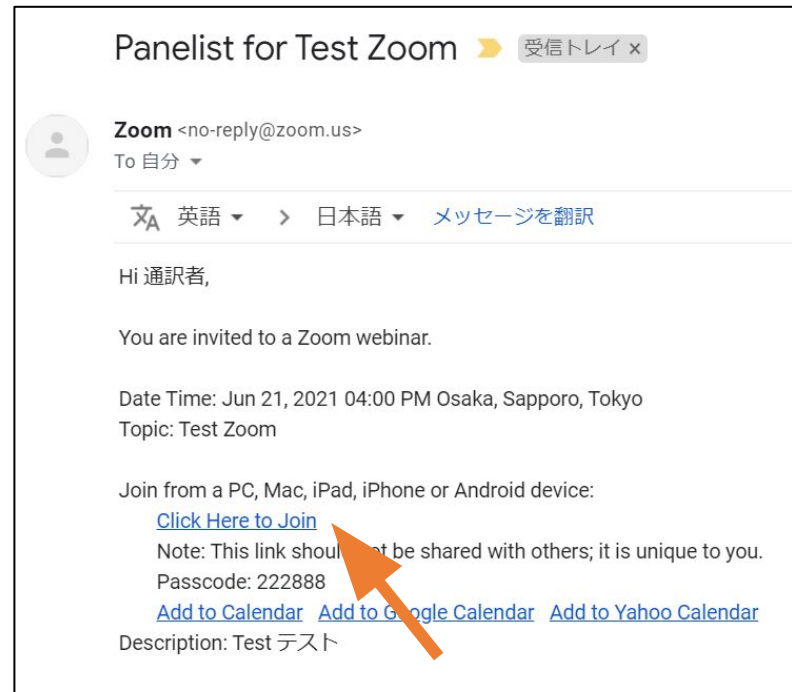 Panelist for Test Zoom 受信トレイ ×
Zoom <no-reply@zoom.us>
To 自分
英語 > 日本語 メッセージを翻訳
Hi 通訳者,
You are invited to a Zoom webinar.
Date Time: Jun 21, 2021 04:00 PM Osaka, Sapporo, Tokyo
Topic: Test Zoom
Join from a PC, Mac, iPad, iPhone or Android device:
Click Here to Join
Note: This link should not be shared with others; it is unique to you.
Passcode: 222888
Add to Calendar Add to Google Calendar Add to Yahoo Calendar
Description: Test テスト